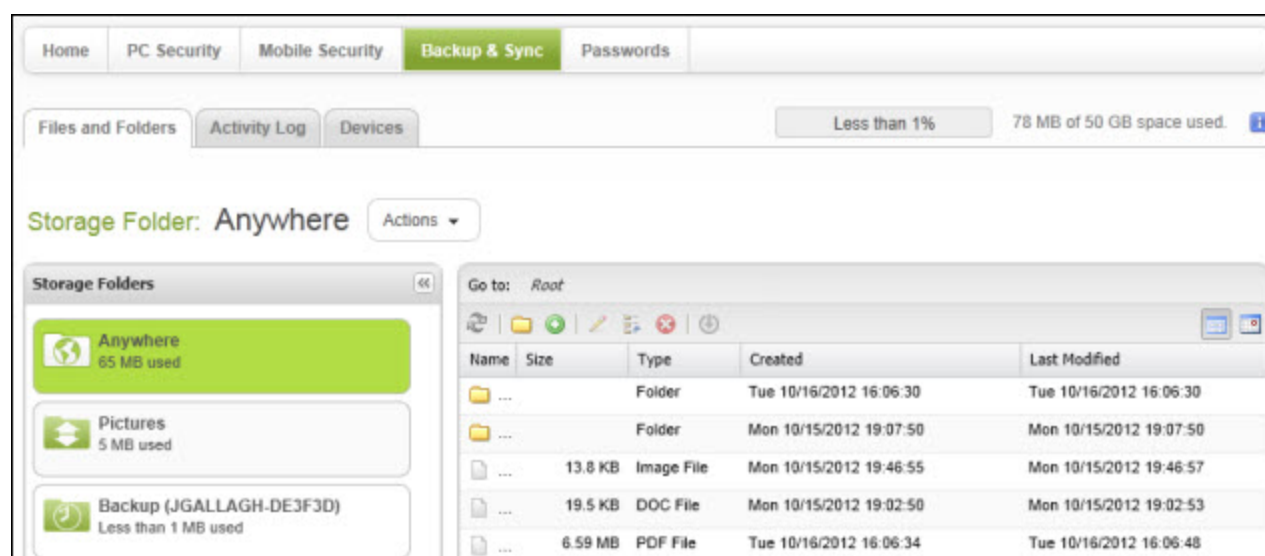 Home PC Security Mobile Security Backup & Sync Passwords
Files and Folders Activity Log Devices Less than 1% 78 MB of 50 GB space used.
Storage Folder: Anywhere Actions
Storage Folders
Anywhere
65 MB used
Pictures
5 MB used
Backup (JGALLAGH-DE3F3D)
Less than 1 MB used
Go to: Root
Name Size Type Created Last Modified
... Folder Tue 10/16/2012 16:06:30 Tue 10/16/2012 16:06:30
... Folder Mon 10/15/2012 19:07:50 Mon 10/15/2012 19:07:50
... 13.8 KB Image File Mon 10/15/2012 19:46:55 Mon 10/15/2012 19:46:57
... 19.5 KB DOC File Mon 10/15/2012 19:02:50 Mon 10/15/2012 19:02:53
... 6.59 MB PDF File Tue 10/16/2012 16:06:34 Tue 10/16/2012 16:06:48